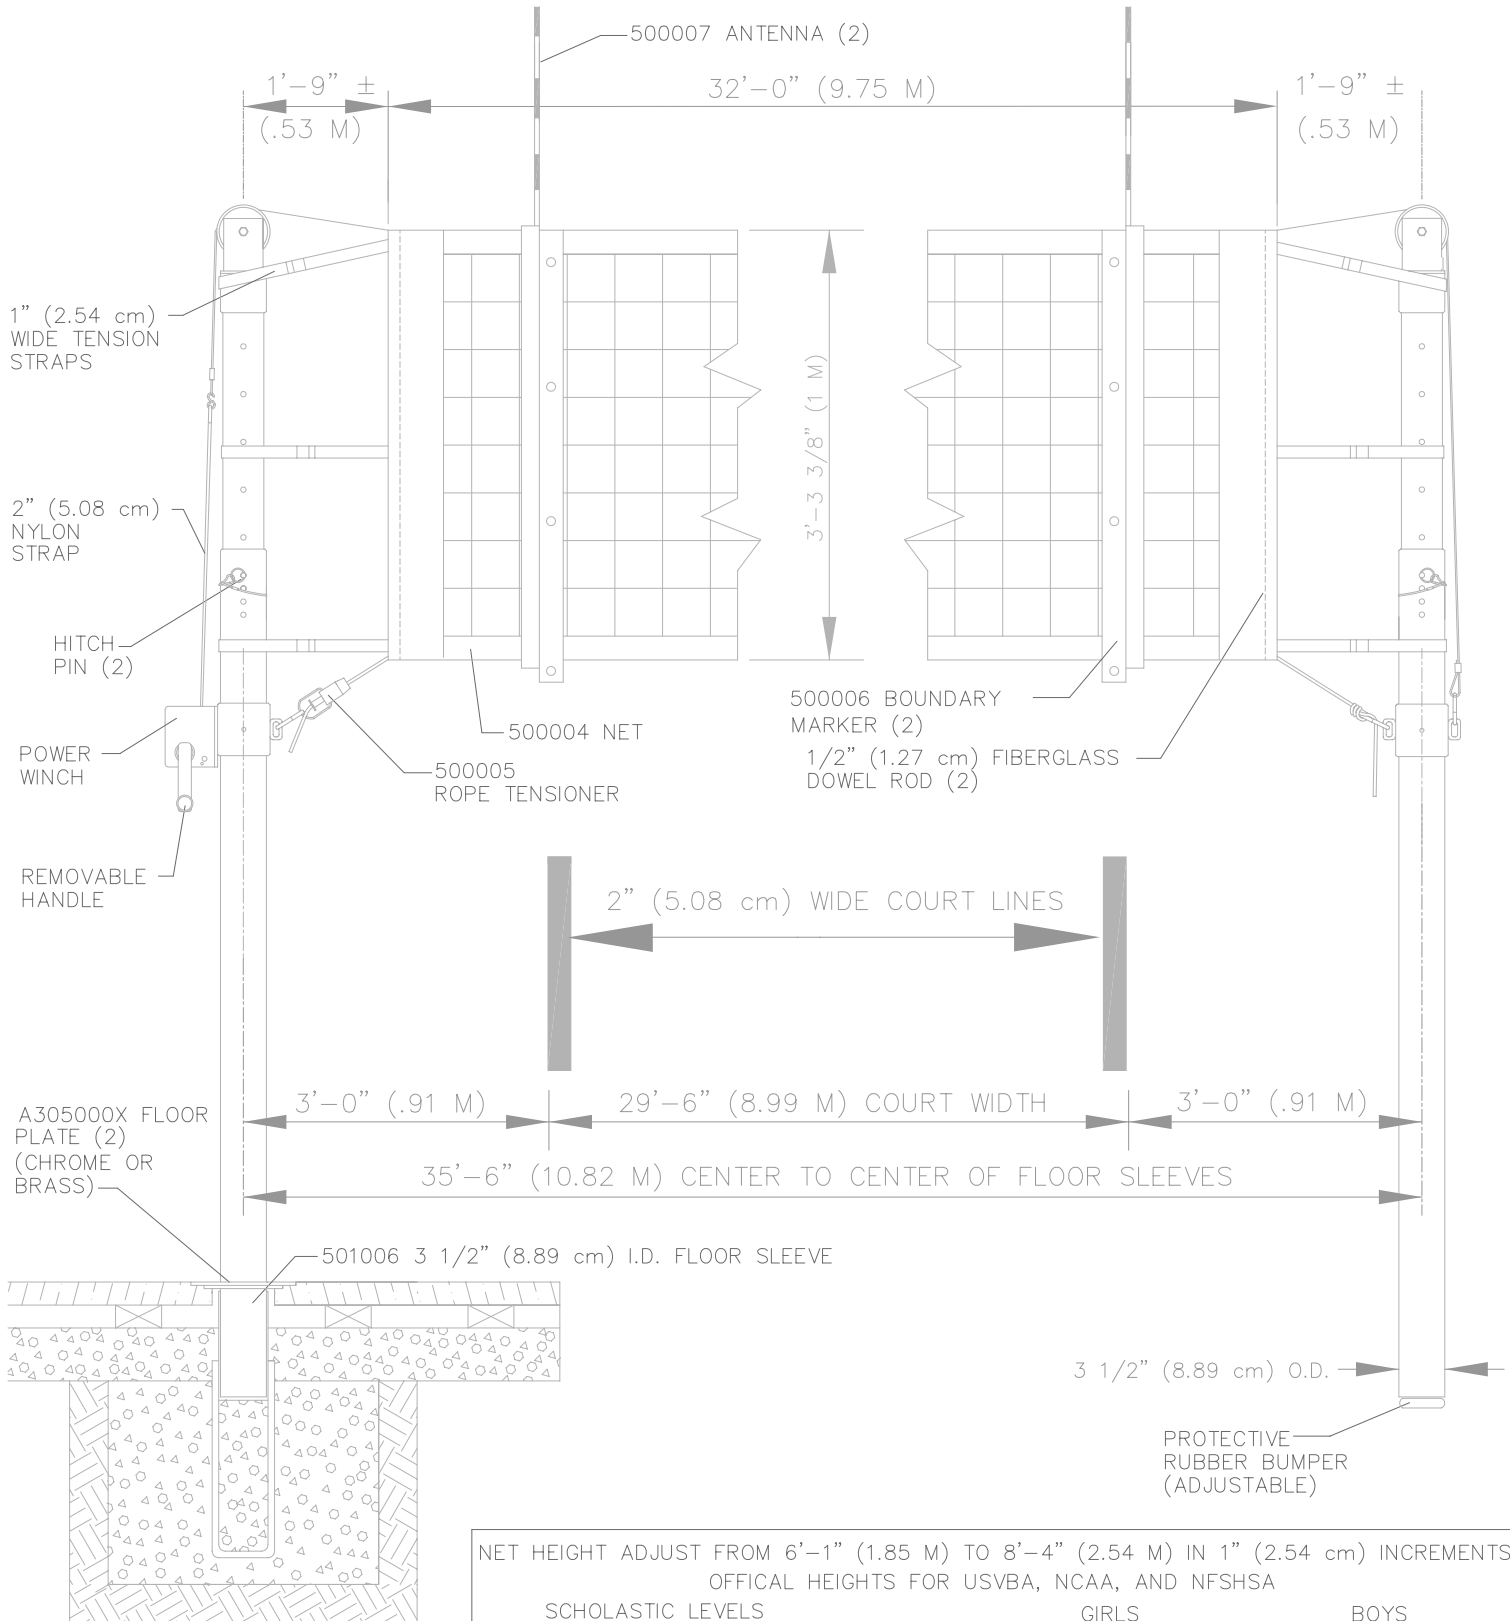 500007 ANTENNA (2)
1'-9" ±
(.53 M)
32'-0" (9.75 M)
1'-9" ±
(.53 M)
1" (2.54 cm)
WIDE TENSION
STRAPS
3'-3 3/8" (1 M)
2" (5.08 cm)
NYLON
STRAP
HITCH
PIN (2)
500006 BOUNDARY
MARKER (2)
500004 NET
POWER
WINCH
1/2" (1.27 cm) FIBERGLASS
DOWEL ROD (2)
500005
ROPE TENSIONER
REMOVABLE
HANDLE
2" (5.08 cm) WIDE COURT LINES
3'-0" (.91 M)
29'-6" (8.99 M) COURT WIDTH
3'-0" (.91 M)
A305000X FLOOR
PLATE (2)
(CHROME OR
BRASS)
35'-6" (10.82 M) CENTER TO CENTER OF FLOOR SLEEVES
501006 3 1/2" (8.89 cm) I.D. FLOOR SLEEVE
3 1/2" (8.89 cm) O.D.
PROTECTIVE
RUBBER BUMPER
(ADJUSTABLE)
NET HEIGHT ADJUST FROM 6'-1" (1.85 M) TO 8'-4" (2.54 M) IN 1" (2.54 cm) INCREMENTS
OFFICAL HEIGHTS FOR USVBA, NCAA, AND NFSHSA
SCHOLASTIC LEVELS GIRLS BOYS